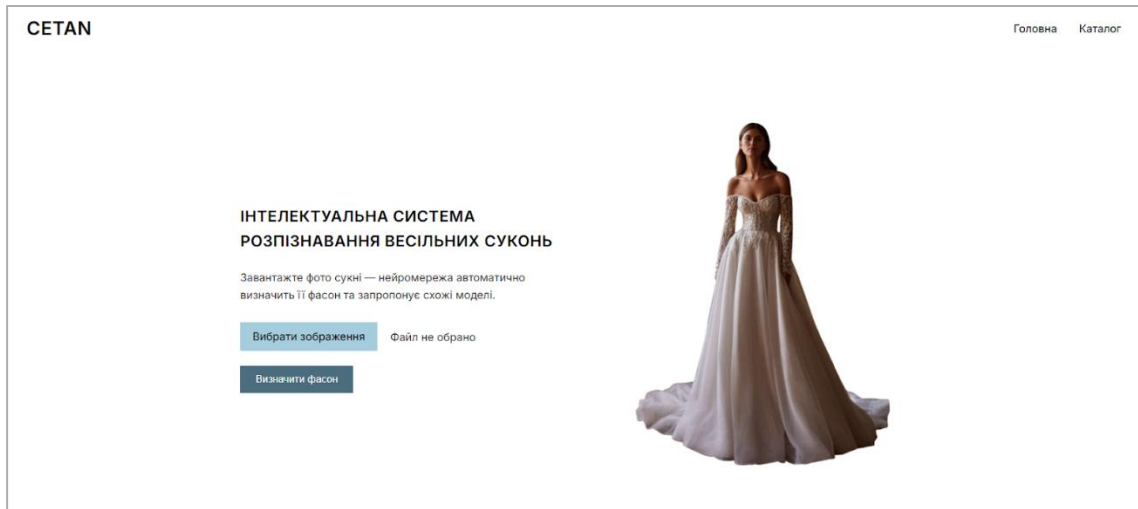 CETAN
Головна Каталог
ІНТЕЛЕКТУАЛЬНА СИСТЕМА
РОЗПІЗНАВАННЯ ВЕСІЛЬНИХ СУКОНЬ
Завантажте фото сукні — нейромережа автоматично
визначить її фасон та запропонує схожі моделі.
Вибрати зображення Файл не обрано
Визначити фасон